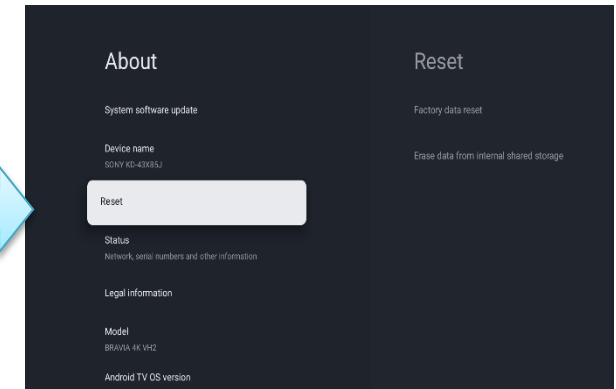 About
System software update
Device name
SONY KD-43X85J
Reset
Status
Network, serial numbers and other information
Legal information
Model
BRAVIA 4K VH2
Android TV OS version
Reset
Factory data reset
Erase data from internal shared storage